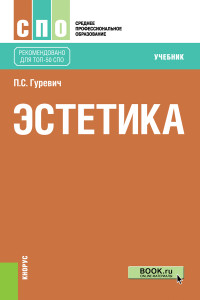 СПО
СРЕДНЕЕ
ПРОФЕССИОНАЛЬНОЕ
ОБРАЗОВАНИЕ
РЕКОМЕНДОВАНО
ДЛЯ ТОП-50 СПО
УЧЕБНИК
П.С. Гуревич
ЭСТЕТИКА
КНОРУС
BOOK.ru